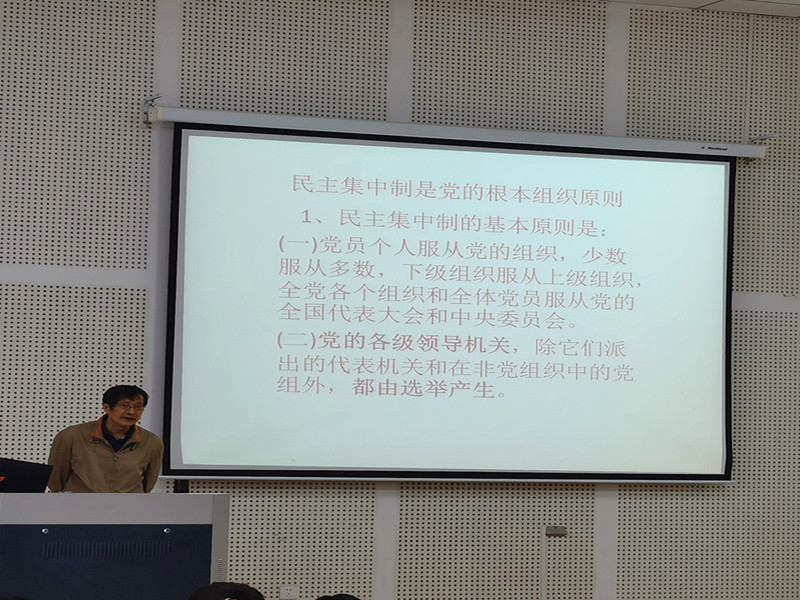 民主集中制是党的根本组织原则
1、民主集中制的基本原则是：
(一)党员个人服从党的组织，少数
服从多数，下级组织服从上级组织，
全党各个组织和全体党员服从党的
全国代表大会和中央委员会。
(二)党的各级领导机关，除它们派
出的代表机关和在非党组织中的党
组外，都由选举产生。